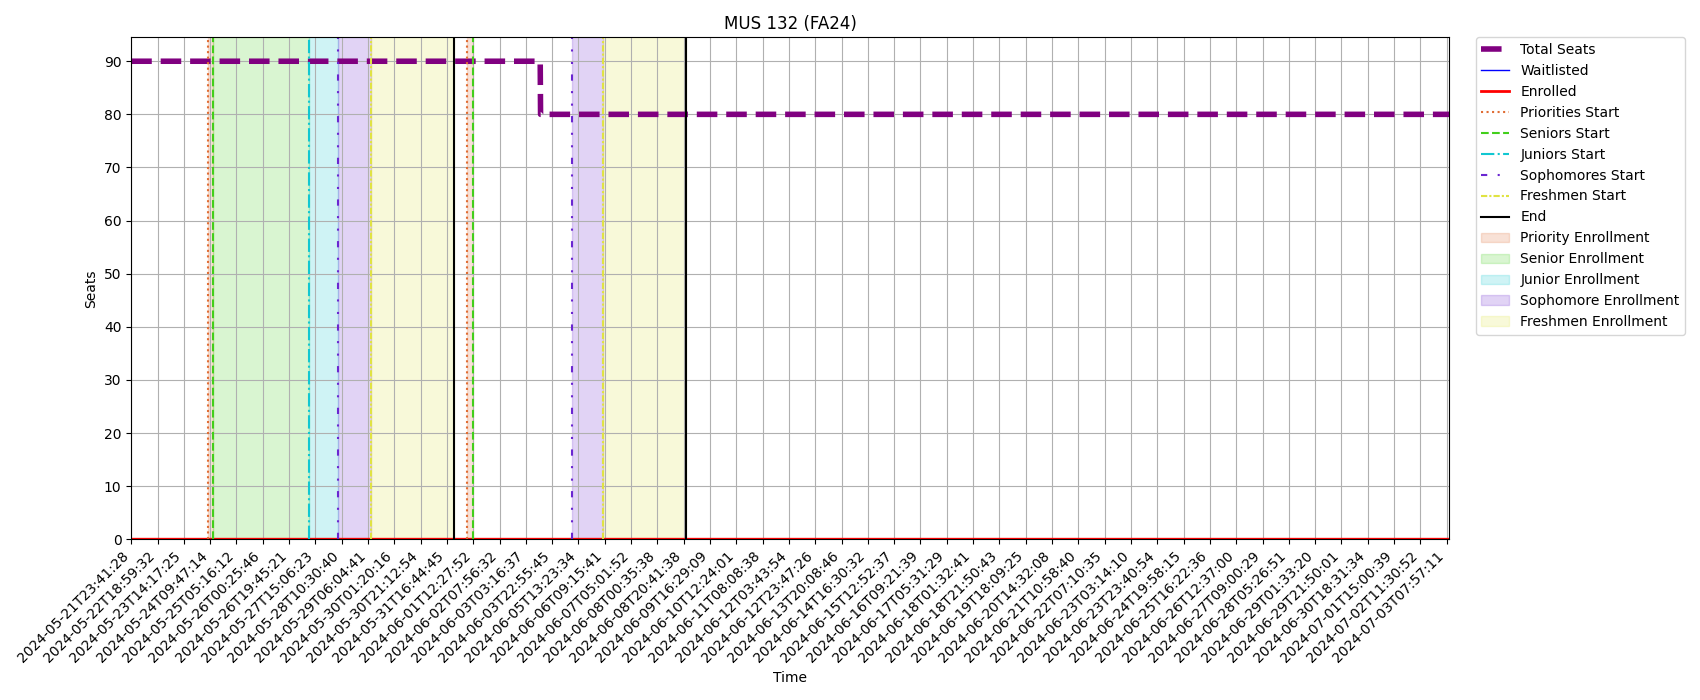 MUS 132 (FA24)
Total Seats
Waitlisted
Enrolled
Priorities Start
Seniors Start
Juniors Start
Sophomores Start
Freshmen Start
End
Priority Enrollment
Senior Enrollment
Junior Enrollment
Sophomore Enrollment
Freshmen Enrollment
Seats
90
80
70
60
50
40
30
20
10
0
2024-05-21T23:41:28
2024-05-22T18:59:32
2024-05-23T14:17:25
2024-05-24T09:47:14
2024-05-25T05:16:12
2024-05-26T00:25:46
2024-05-26T19:45:21
2024-05-27T15:06:23
2024-05-28T10:30:40
2024-05-29T06:04:41
2024-05-30T01:20:16
2024-05-30T21:12:54
2024-05-31T16:44:45
2024-06-01T12:27:52
2024-06-02T07:56:32
2024-06-03T03:16:37
2024-06-03T22:55:45
2024-06-05T13:23:34
2024-06-06T09:15:41
2024-06-07T05:01:52
2024-06-08T00:35:38
2024-06-08T20:41:38
2024-06-09T16:29:09
2024-06-10T12:24:01
2024-06-11T08:08:38
2024-06-12T03:43:54
2024-06-12T23:47:26
2024-06-13T20:08:46
2024-06-14T16:30:32
2024-06-15T12:52:37
2024-06-16T09:21:39
2024-06-17T05:31:29
2024-06-18T01:32:41
2024-06-18T21:50:43
2024-06-19T18:09:25
2024-06-20T14:32:08
2024-06-21T10:58:40
2024-06-22T07:10:35
2024-06-23T03:14:10
2024-06-23T23:40:54
2024-06-24T19:58:15
2024-06-25T16:22:36
2024-06-26T12:37:00
2024-06-27T09:00:29
2024-06-28T05:26:51
2024-06-29T01:33:20
2024-06-29T21:50:01
2024-06-30T18:31:34
2024-07-01T15:00:39
2024-07-02T11:30:52
2024-07-03T07:57:11
Time